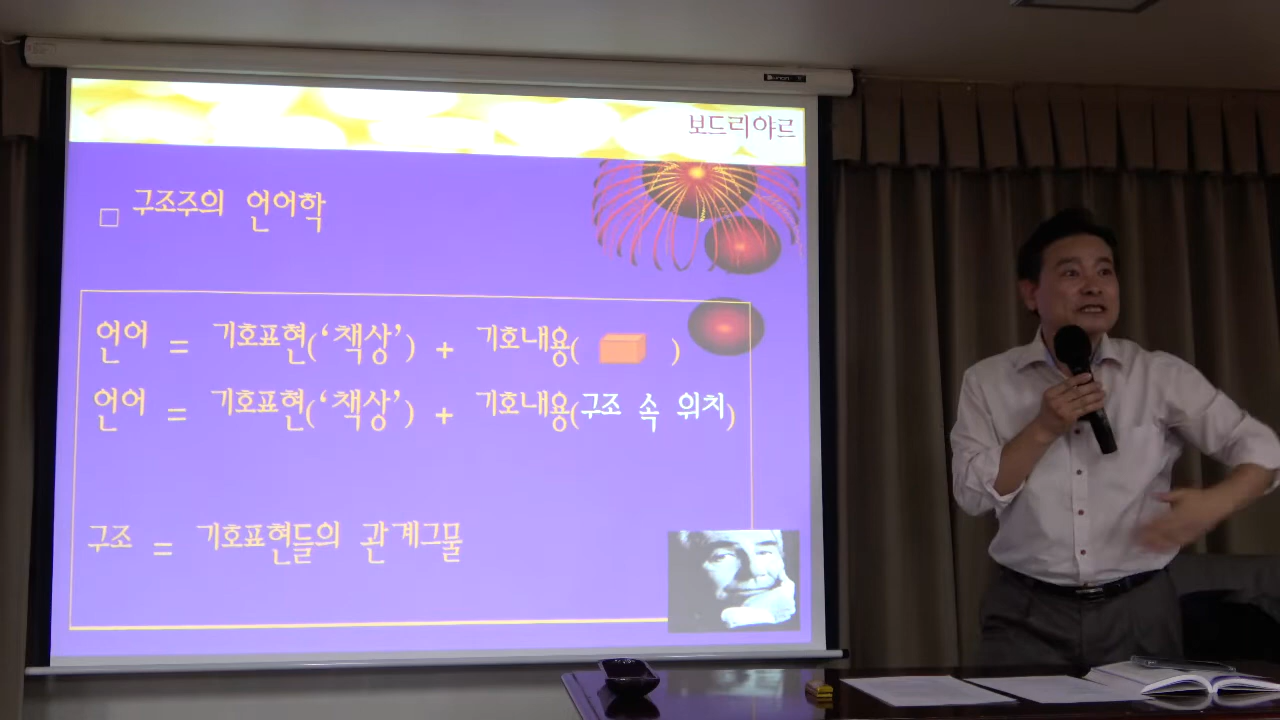 보드리야르
□ 구조주의 언어학
언어 = 기호표현(‘책상’) + 기호내용( )
언어 = 기호표현(‘책상’) + 기호내용(구조 속 위치)
구조 = 기호표현들의 관계그물